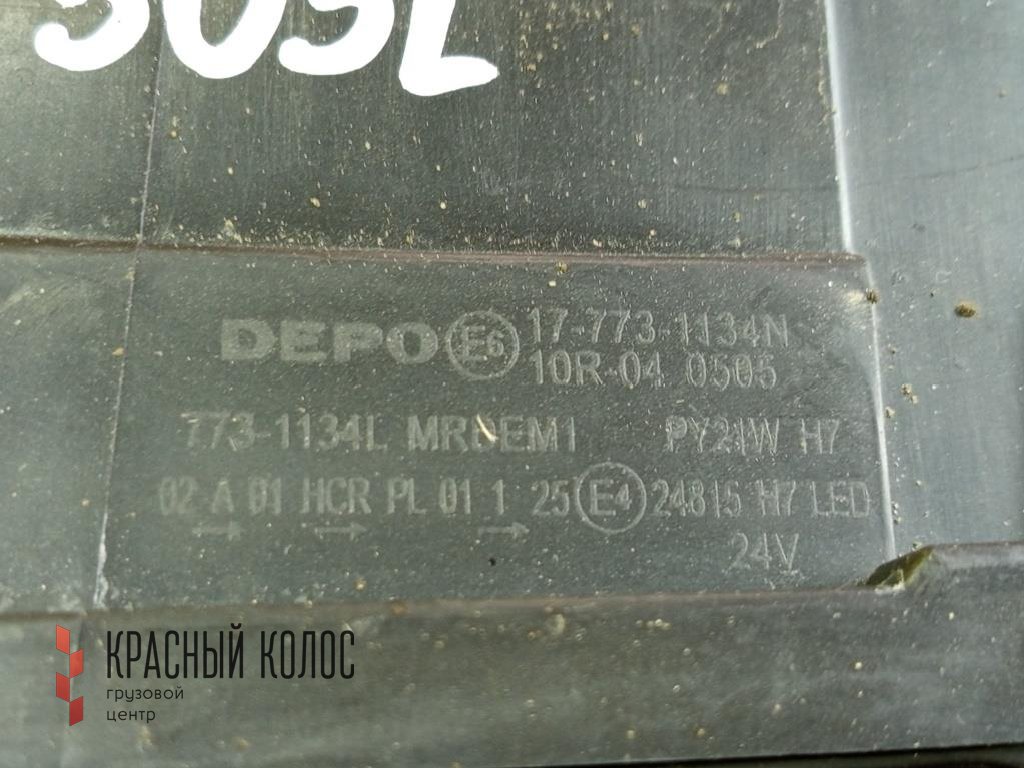 DEPO E6 17-773-1134N
10R-04 0505
773-1134L MRDEM1 PY21W H7
02 A 01 HCR PL 01 1 25 E4 24815 H7 LED
24V
КРАСНЫЙ КОЛОС
грузовой
центр